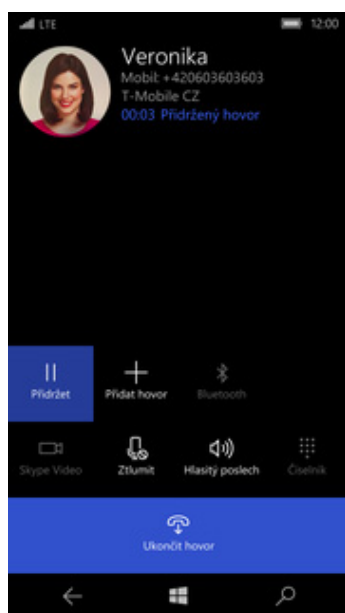 LTE 12:00
Veronika
Mobil: +420603603603
T-Mobile CZ
00:03 Přidržený hovor
Přidržet Přidat hovor Bluetooth
Skype Video Ztlumit Hlasitý poslech Číselník
Ukončit hovor